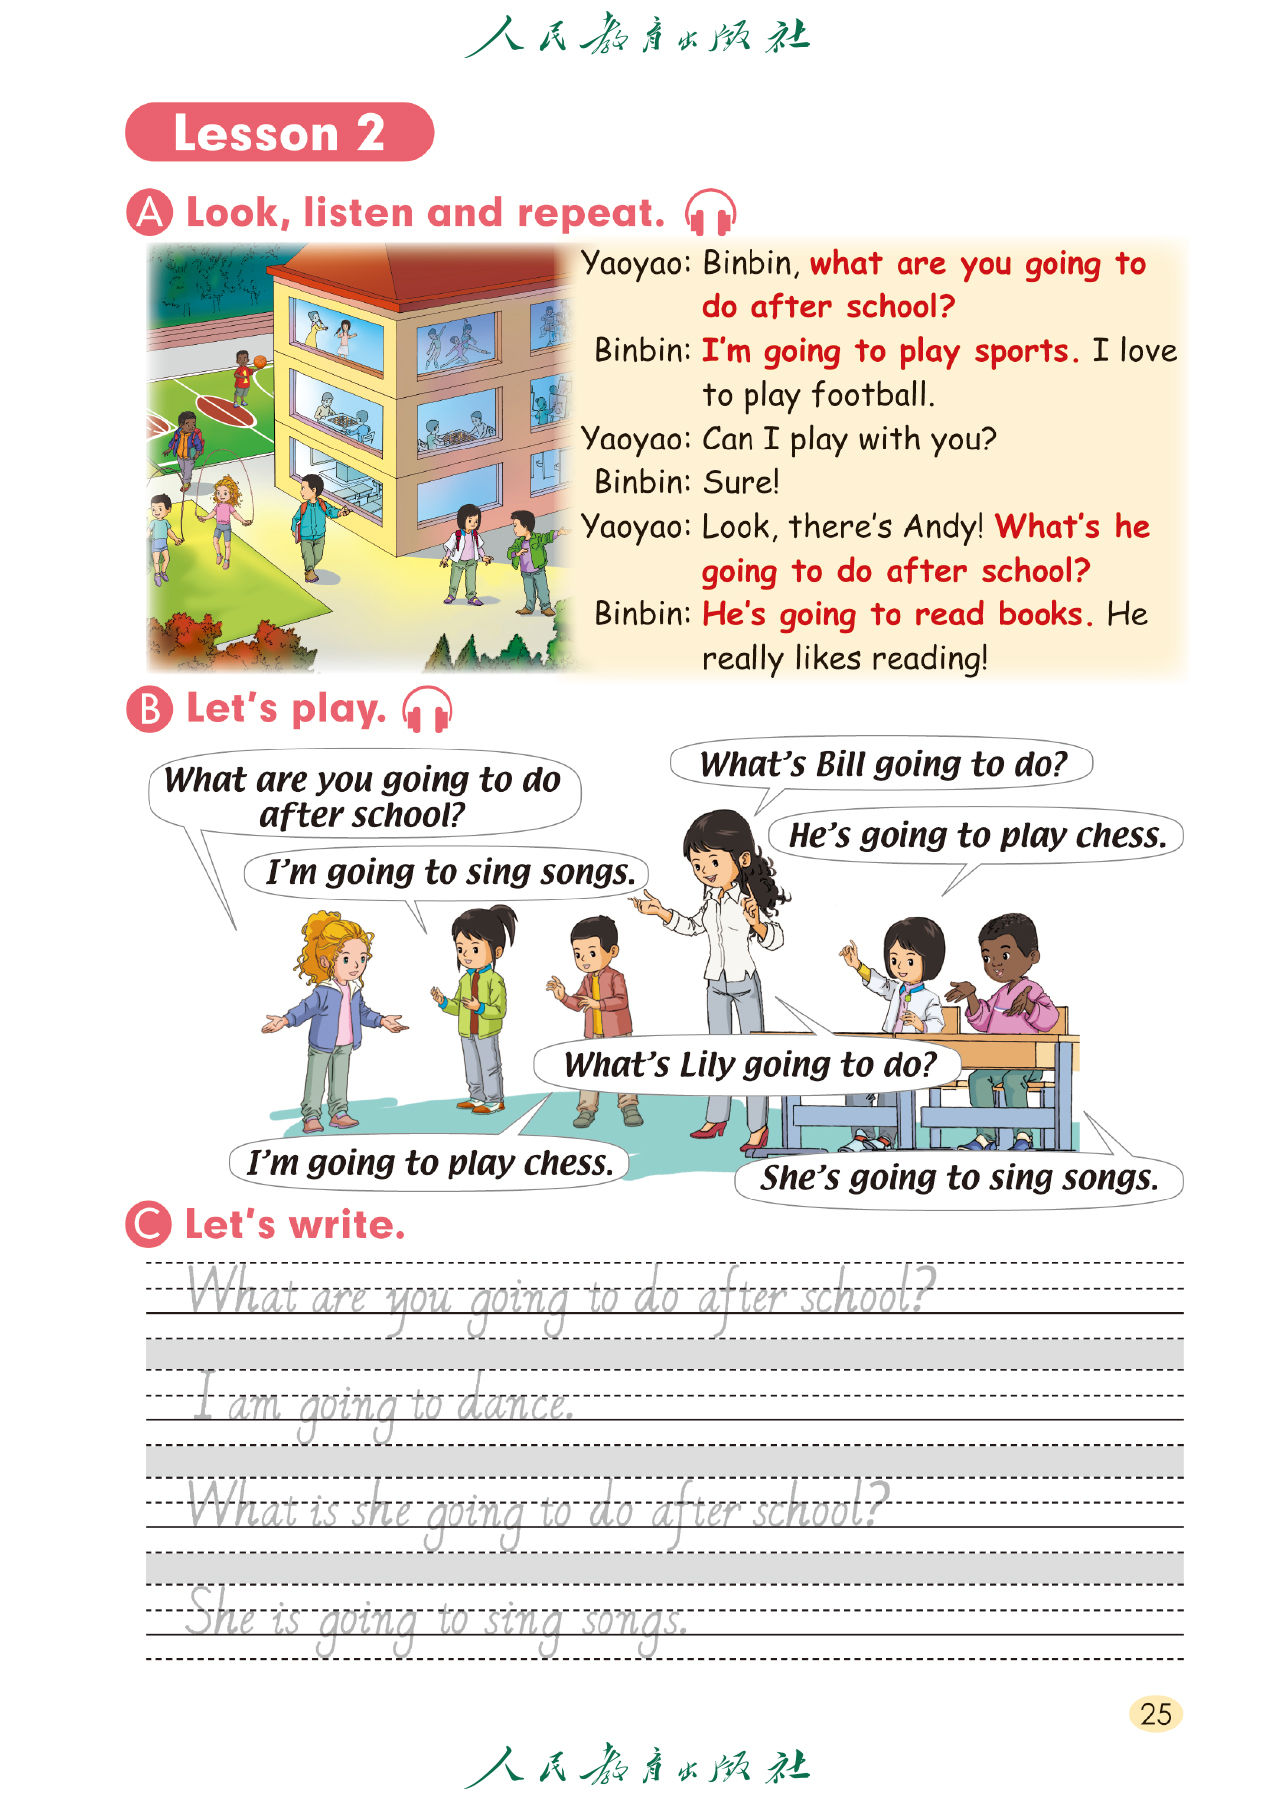 人民教育出版社
Lesson 2
A Look, listen and repeat.
Yaoyao: Binbin, what are you going to
do after school?
Binbin: I'm going to play sports. I love
to play football.
Yaoyao: Can I play with you?
Binbin: Sure!
Yaoyao: Look, there's Andy! What's he
going to do after school?
Binbin: He's going to read books. He
really likes reading!
B Let's play.
What are you going to do
after school?
I'm going to sing songs.
What's Bill going to do?
He's going to play chess.
What's Lily going to do?
I'm going to play chess.
She's going to sing songs.
C Let's write.
What are you going to do after school?
I am going to dance.
What is she going to do after school?
She is going to sing songs.
25
人民教育出版社